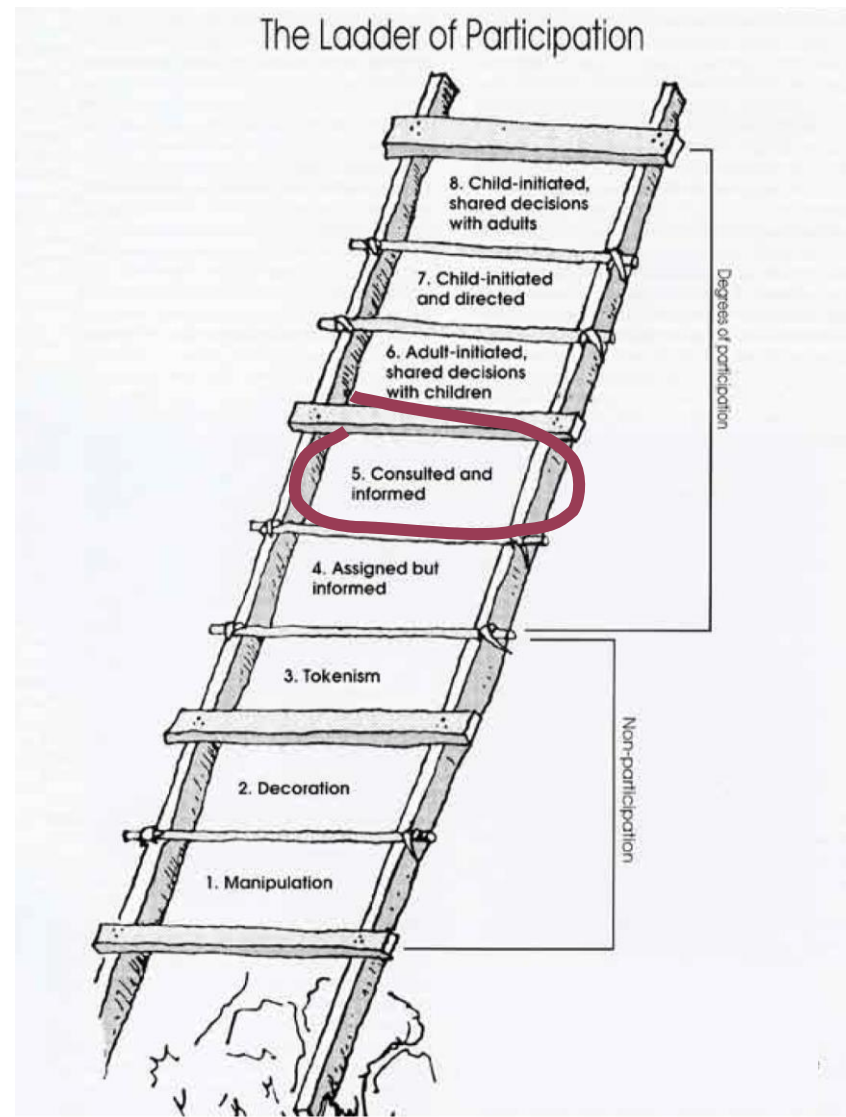 The Ladder of Participation
8. Child-initiated,
shared decisions
with adults
7. Child-initiated
and directed
6. Adult-initiated,
shared decisions
with children
5. Consulted and
informed
4. Assigned but
informed
3. Tokenism
2. Decoration
1. Manipulation
Degrees of participation
Non-participation